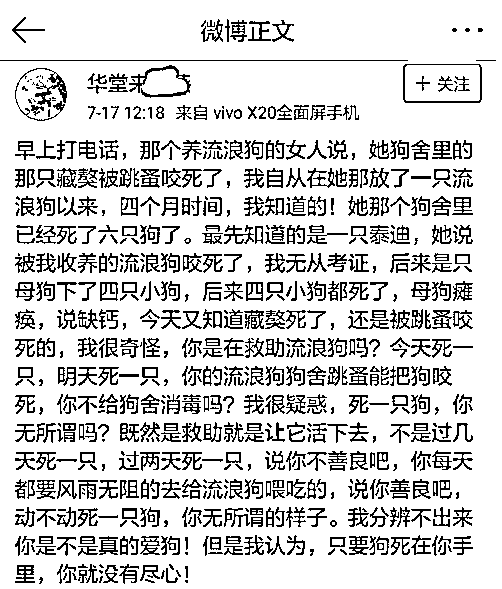 微博正文
华堂来
+ 关注
7-17 12:18 来自 vivo X20全面屏手机
早上打电话，那个养流浪狗的女人说，她狗舍里的
那只藏獒被跳蚤咬死了，我自从在她那放了一只流
浪狗以来，四个月时间，我知道的！她那个狗舍里
已经死了六只狗了。最先知道的是一只泰迪，她说
被我收养的流浪狗咬死了，我无从考证，后来是只
母狗下了四只小狗，后来四只小狗都死了，母狗瘫
痪，说缺钙，今天又知道藏獒死了，还是被跳蚤咬
死的，我很奇怪，你是在救助流浪狗吗？今天死一
只，明天死一只，你的流浪狗狗舍跳蚤能把狗咬
死，你不给狗舍消毒吗？我很疑惑，死一只狗，你
无所谓吗？既然是救助就是让它活下去，不是过几
天死一只，过两天死一只，说你不善良吧，你每天
都要风雨无阻的去给流浪狗喂吃的，说你善良吧，
动不动死一只狗，你无所谓的样子。我分辨不出来
你是不是真的爱狗！但是我认为，只要狗死在你手
里，你就没有尽心！